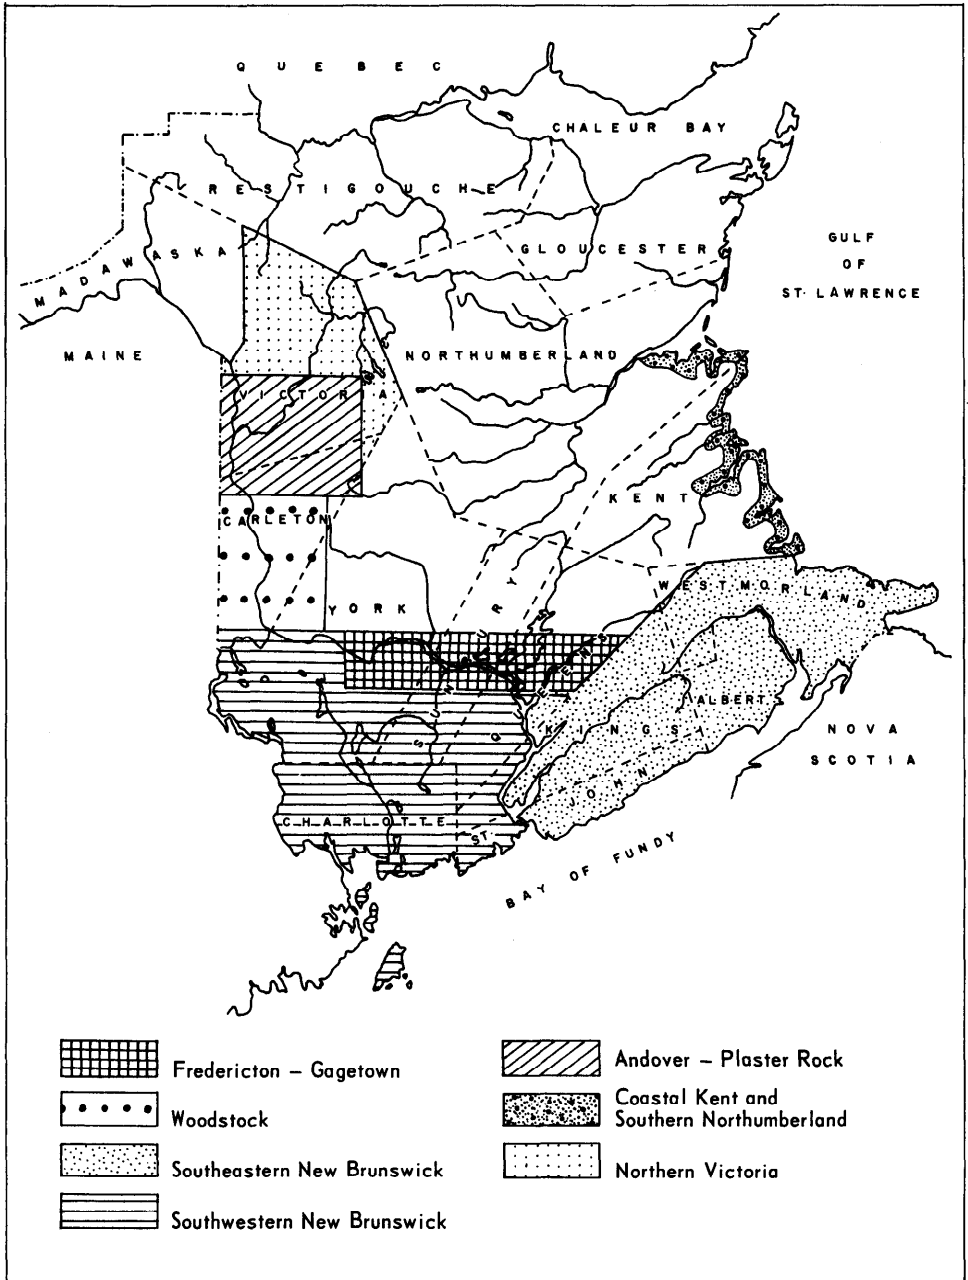 QUEBEC
CHALEUR BAY
RESTIGOUCHE
GULF
OF
ST. LAWRENCE
GLOUCESTER
MADAWASKA
MAINE
NORTHUMBERLAND
VICTORIA
KENT
CARLETON
WESTMORLAND
YORK
SUNBURY
QUEENS
ALBERT
KINGS
NOVA
SCOTIA
ST. JOHN
CHARLOTTE
BAY OF FUNDY
Fredericton – Gagetown
Woodstock
Southeastern New Brunswick
Southwestern New Brunswick
Andover – Plaster Rock
Coastal Kent and
Southern Northumberland
Northern Victoria